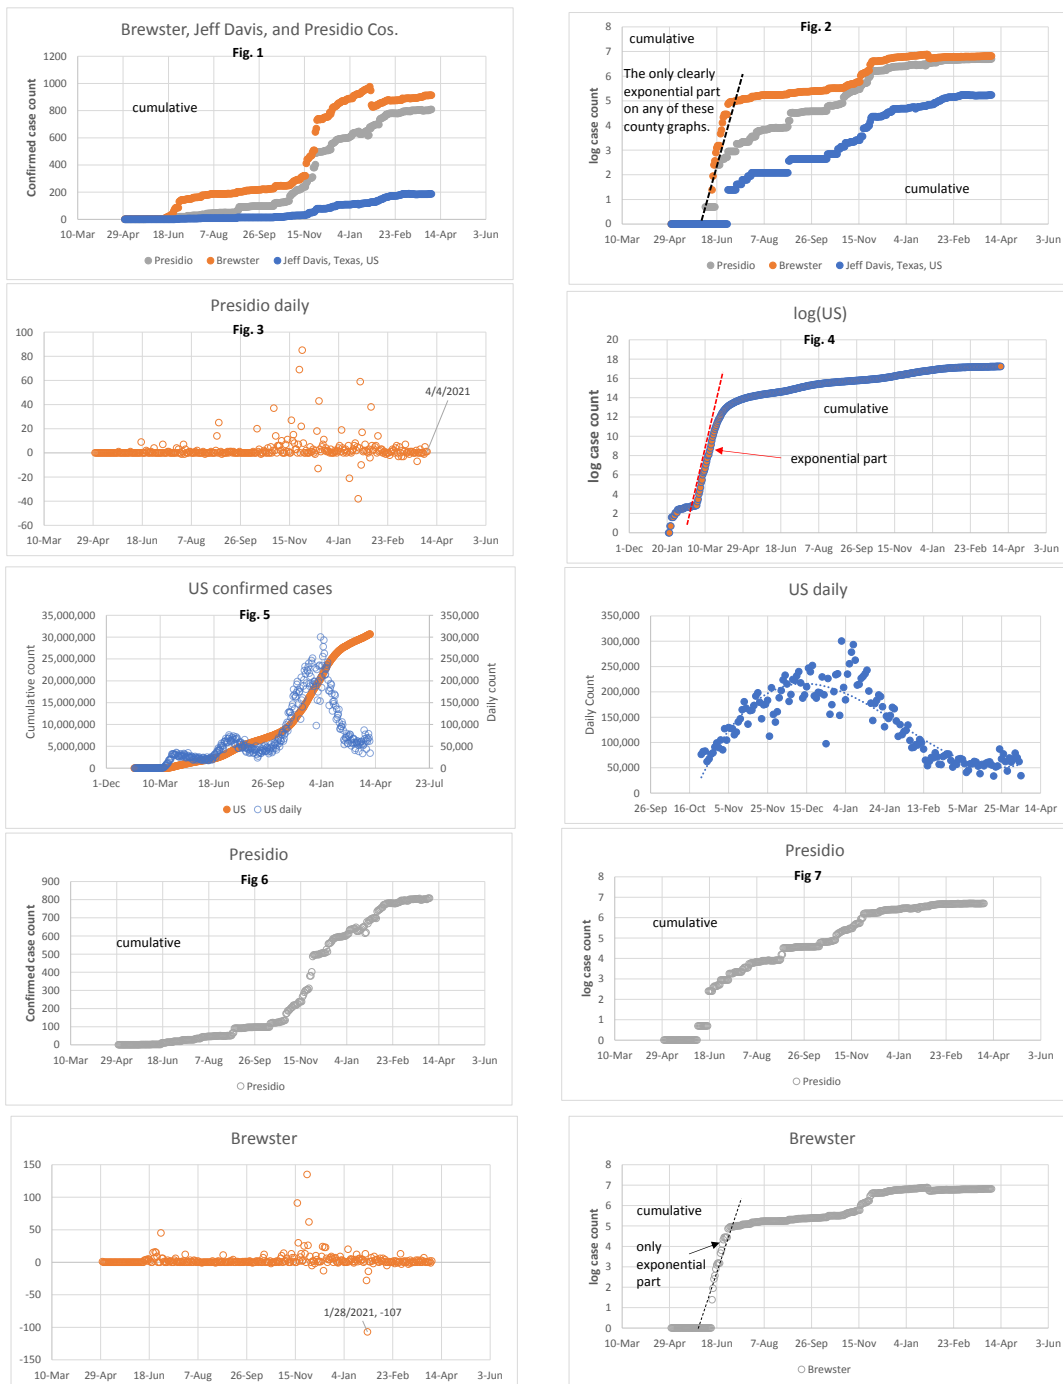 Brewster, Jeff Davis, and Presidio Cos.
Fig. 1
cumulative
Confirmed case count
1200
1000
800
600
400
200
0
10-Mar 29-Apr 18-Jun 7-Aug 26-Sep 15-Nov 4-Jan 23-Feb 14-Apr 3-Jun
Presidio Brewster Jeff Davis, Texas, US
Fig. 2
cumulative
The only clearly
exponential part
on any of these
county graphs.
cumulative
log case count
8
7
6
5
4
3
2
1
0
10-Mar 29-Apr 18-Jun 7-Aug 26-Sep 15-Nov 4-Jan 23-Feb 14-Apr 3-Jun
Presidio Brewster Jeff Davis, Texas, US
Presidio daily
Fig. 3
4/4/2021
100
80
60
40
20
0
-20
-40
-60
10-Mar 29-Apr 18-Jun 7-Aug 26-Sep 15-Nov 4-Jan 23-Feb 14-Apr 3-Jun
log(US)
Fig. 4
cumulative
exponential part
log case count
20
18
16
14
12
10
8
6
4
2
0
1-Dec 20-Jan 10-Mar 29-Apr 18-Jun 7-Aug 26-Sep 15-Nov 4-Jan 23-Feb 14-Apr 3-Jun
US confirmed cases
Fig. 5
Cumulative count
35,000,000
30,000,000
25,000,000
20,000,000
15,000,000
10,000,000
5,000,000
0
350,000
300,000
250,000
200,000
150,000
100,000
50,000
0
Daily count
1-Dec 10-Mar 18-Jun 26-Sep 4-Jan 14-Apr 23-Jul
US US daily
US daily
Daily Count
350,000
300,000
250,000
200,000
150,000
100,000
50,000
0
26-Sep 16-Oct 5-Nov 25-Nov 15-Dec 4-Jan 24-Jan 13-Feb 5-Mar 25-Mar 14-Apr
Presidio
Fig 6
cumulative
Confirmed case count
900
800
700
600
500
400
300
200
100
0
10-Mar 29-Apr 18-Jun 7-Aug 26-Sep 15-Nov 4-Jan 23-Feb 14-Apr 3-Jun
Presidio
Presidio
Fig 7
cumulative
log case count
8
7
6
5
4
3
2
1
0
10-Mar 29-Apr 18-Jun 7-Aug 26-Sep 15-Nov 4-Jan 23-Feb 14-Apr 3-Jun
Presidio
Brewster
1/28/2021, -107
150
100
50
0
-50
-100
-150
10-Mar 29-Apr 18-Jun 7-Aug 26-Sep 15-Nov 4-Jan 23-Feb 14-Apr 3-Jun
Brewster
cumulative
only
exponential
part
log case count
8
7
6
5
4
3
2
1
0
10-Mar 29-Apr 18-Jun 7-Aug 26-Sep 15-Nov 4-Jan 23-Feb 14-Apr 3-Jun
Brewster